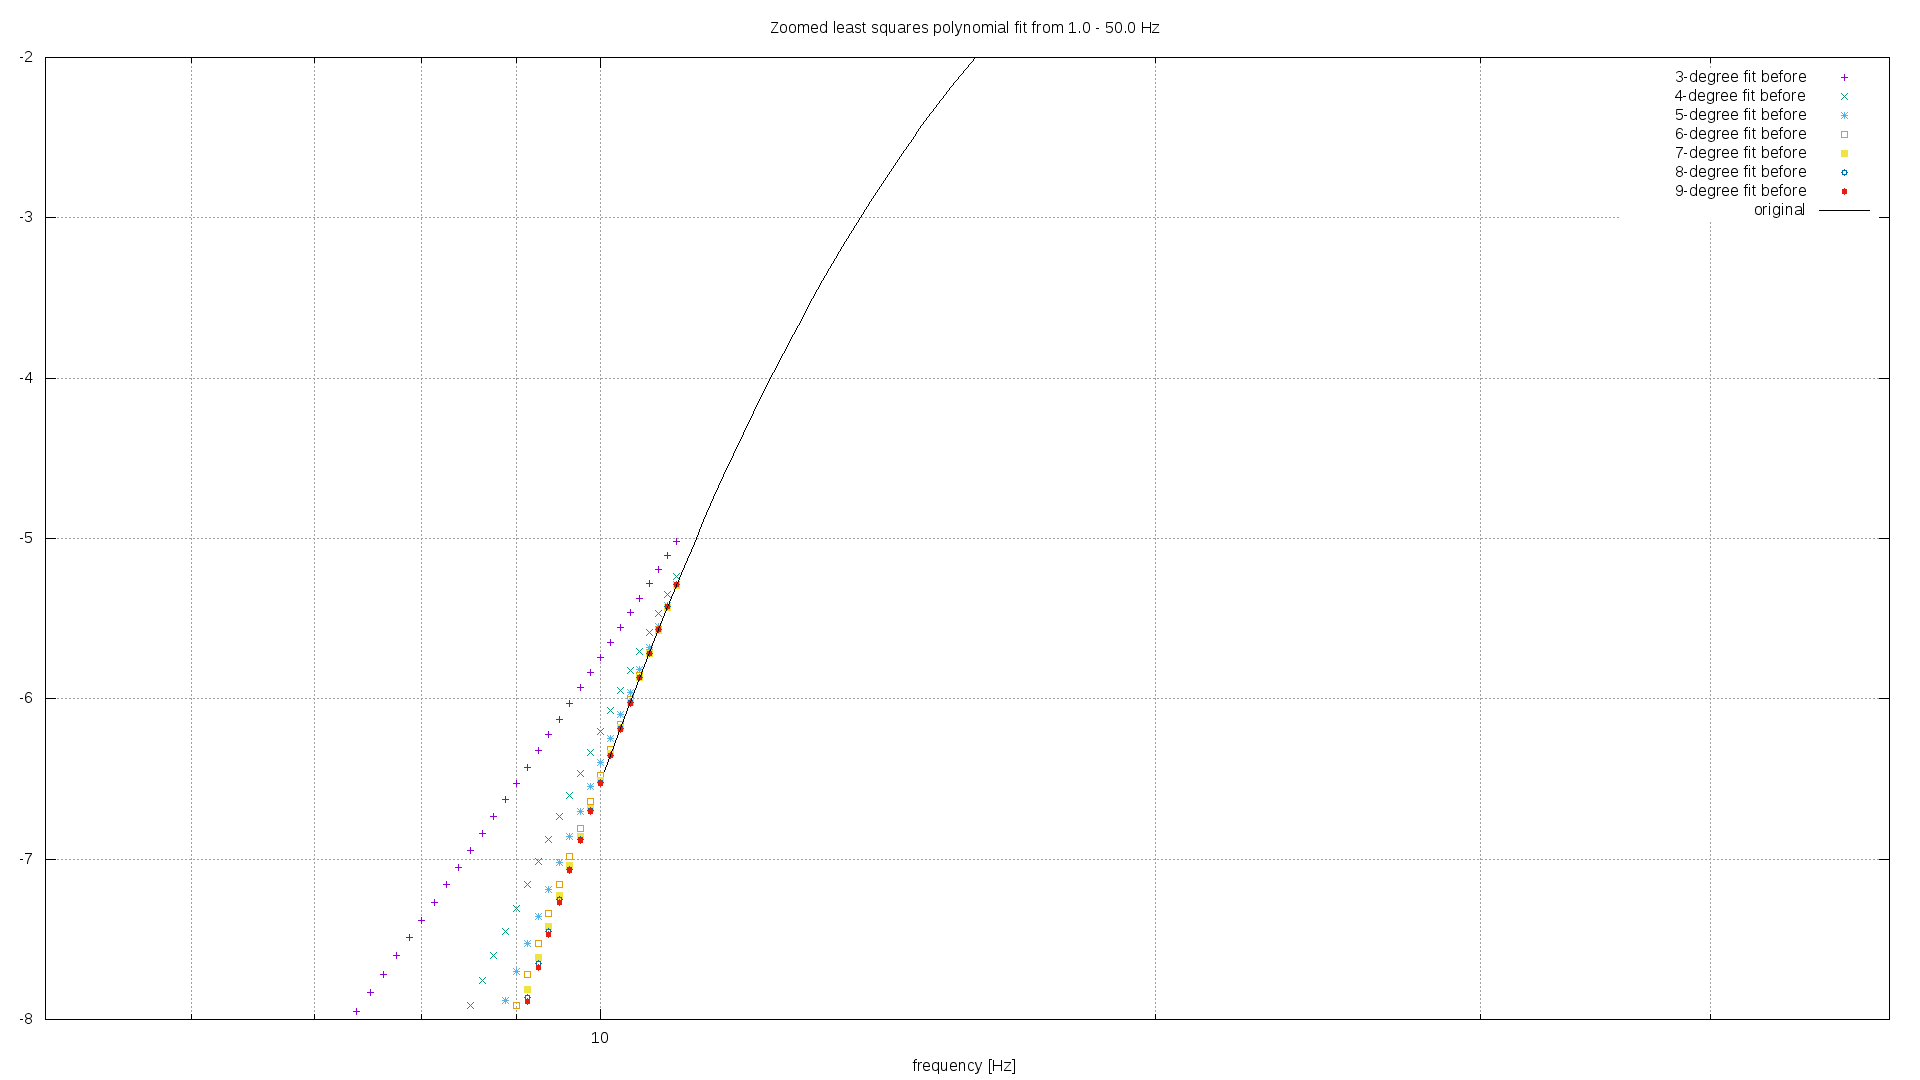 Zoomed least squares polynomial fit from 1.0 - 50.0 Hz
-2
-3
-4
-5
-6
-7
-8
3-degree fit before
4-degree fit before
5-degree fit before
6-degree fit before
7-degree fit before
8-degree fit before
9-degree fit before
original
10
frequency [Hz]